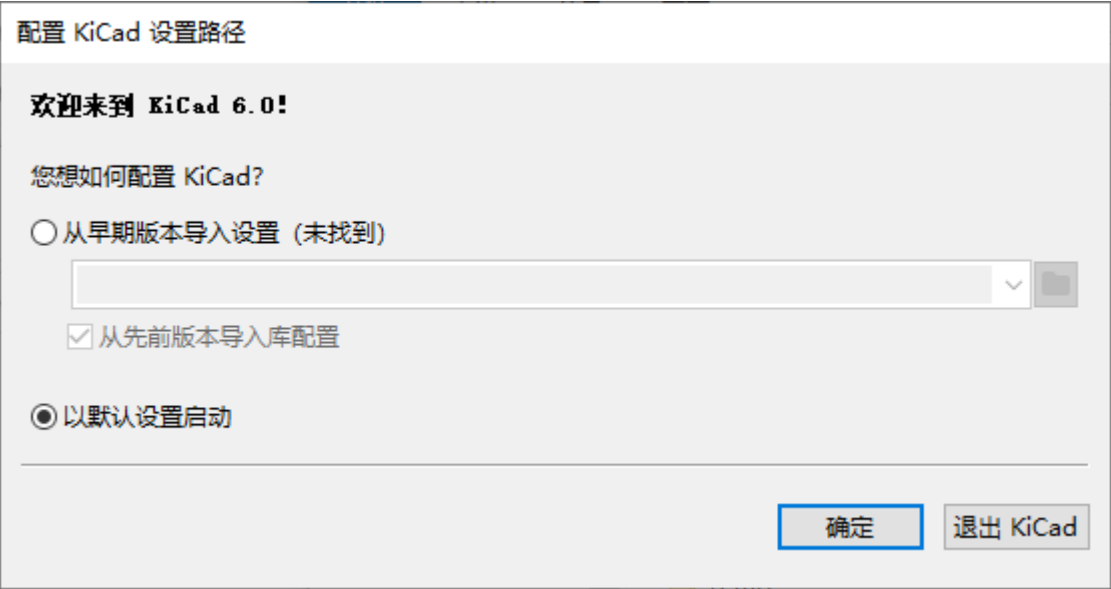 配置 KiCad 设置路径
欢迎来到 KiCad 6.0!
您想如何配置 KiCad?
从早期版本导入设置 (未找到)
从先前版本导入库配置
以默认设置启动
确定 退出 KiCad